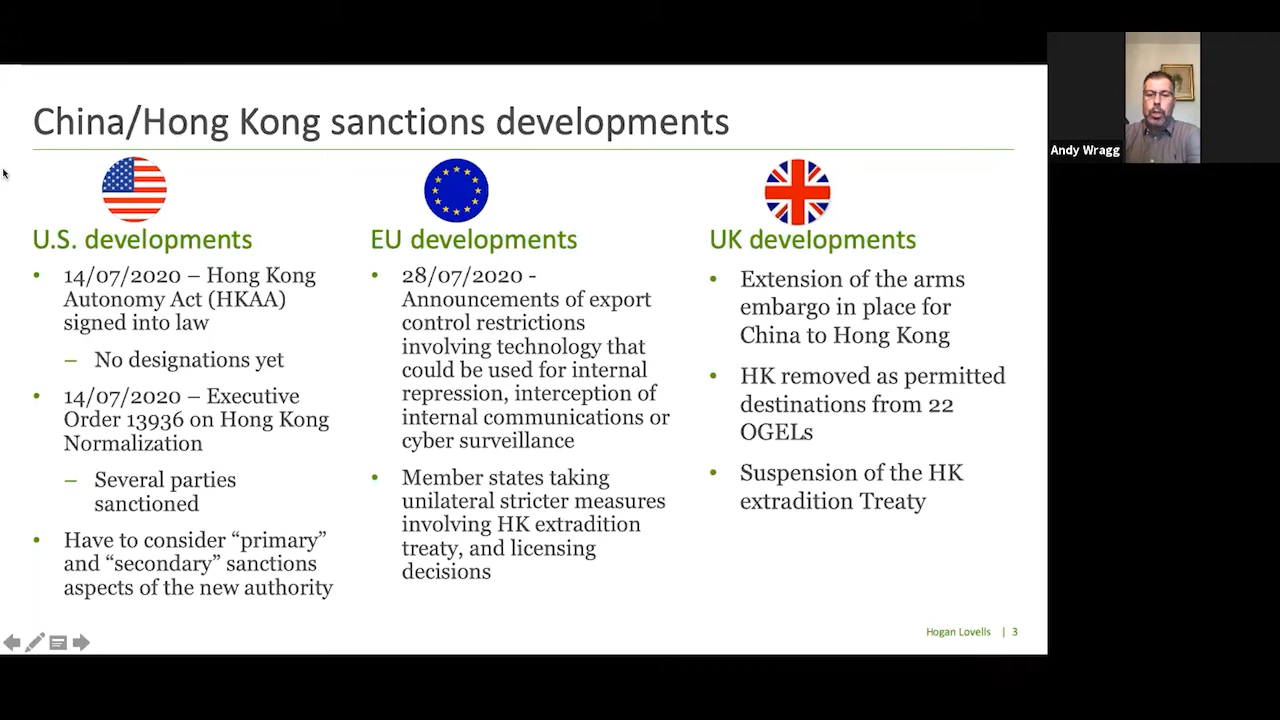 China/Hong Kong sanctions developments
U.S. developments
• 14/07/2020 – Hong Kong
Autonomy Act (HKAA)
signed into law
– No designations yet
• 14/07/2020 – Executive
Order 13936 on Hong Kong
Normalization
– Several parties
sanctioned
• Have to consider “primary”
and “secondary” sanctions
aspects of the new authority
EU developments
• 28/07/2020 -
Announcements of export
control restrictions
involving technology that
could be used for internal
repression, interception of
internal communications or
cyber surveillance
• Member states taking
unilateral stricter measures
involving HK extradition
treaty, and licensing
decisions
UK developments
• Extension of the arms
embargo in place for
China to Hong Kong
• HK removed as permitted
destinations from 22
OGELs
• Suspension of the HK
extradition Treaty
Hogan Lovells | 3
Andy Wragg